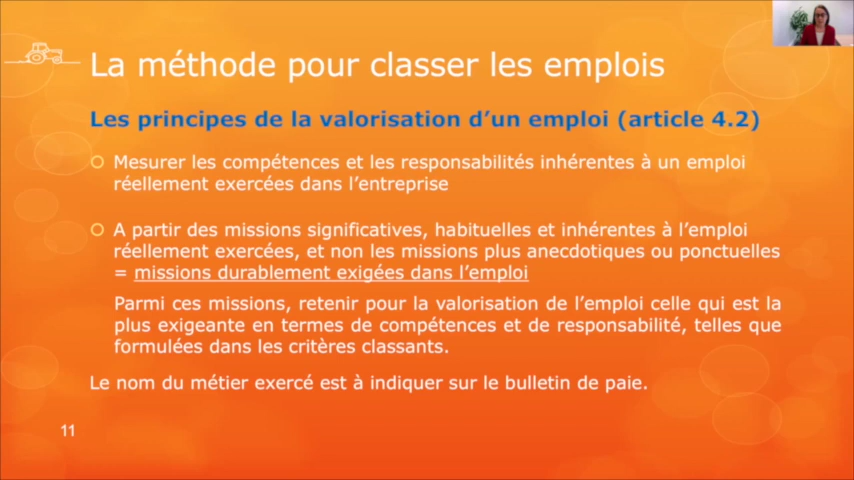 La méthode pour classer les emplois
Les principes de la valorisation d’un emploi (article 4.2)
Mesurer les compétences et les responsabilités inhérentes à un emploi
réellement exercées dans l’entreprise
A partir des missions significatives, habituelles et inhérentes à l’emploi
réellement exercées, et non les missions plus anecdotiques ou ponctuelles
= missions durablement exigées dans l’emploi
Parmi ces missions, retenir pour la valorisation de l’emploi celle qui est la
plus exigeante en termes de compétences et de responsabilité, telles que
formulées dans les critères classants.
Le nom du métier exercé est à indiquer sur le bulletin de paie.
11